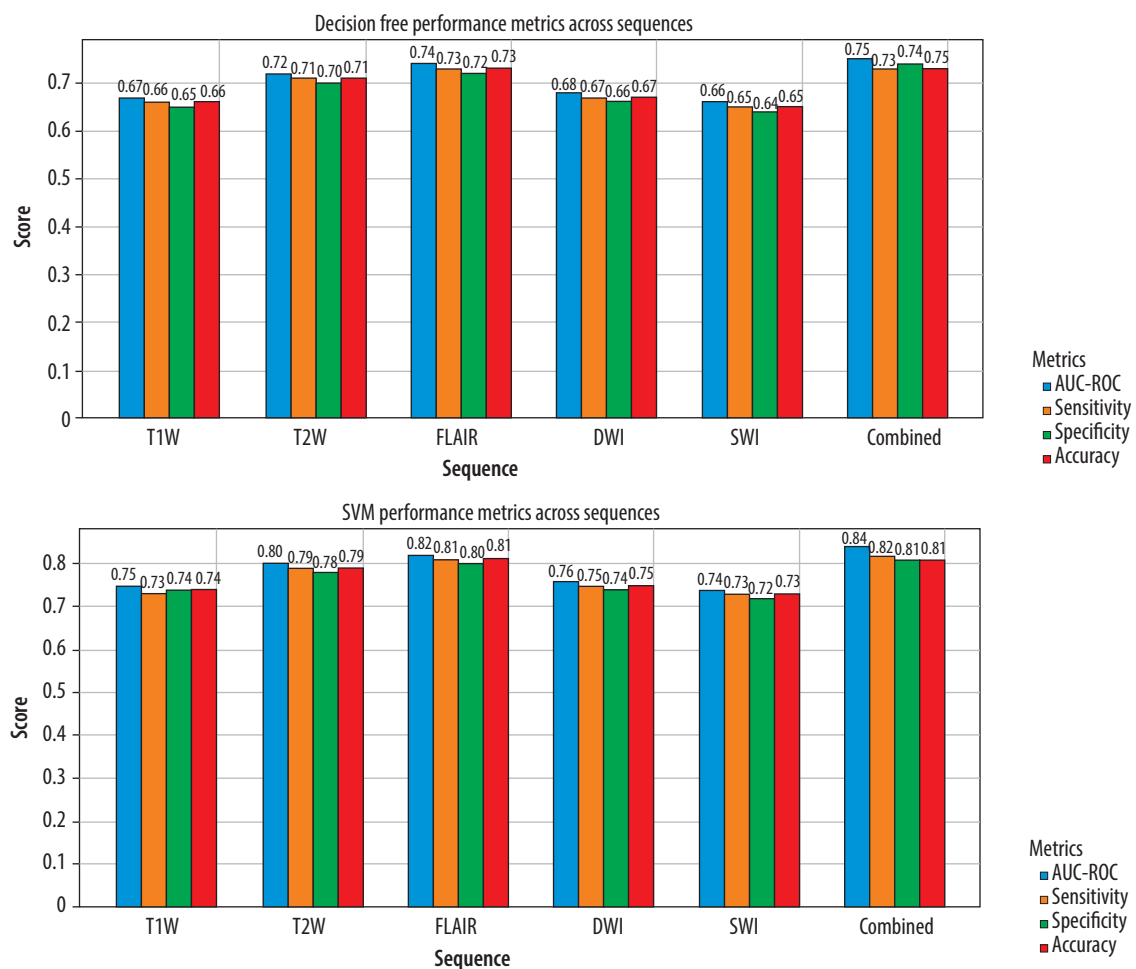 Decision free performance metrics across sequences
0.67 0.66 0.65 0.66
0.72 0.71 0.70 0.71
0.74 0.73 0.72 0.73
0.68 0.67 0.66 0.67
0.66 0.65 0.64 0.65
0.75 0.73 0.74 0.75
0.7
0.6
0.5
0.4
0.3
0.2
0.1
0
Score
T1W T2W FLAIR DWI SWI Combined
Sequence
Metrics
AUC-ROC
Sensitivity
Specificity
Accuracy
SVM performance metrics across sequences
0.75 0.73 0.74 0.74
0.80 0.79 0.78 0.79
0.82 0.81 0.80 0.81
0.76 0.75 0.74 0.75
0.74 0.73 0.72 0.73
0.84 0.82 0.81 0.81
0.8
0.7
0.6
0.5
0.4
0.3
0.2
0.1
0
Score
T1W T2W FLAIR DWI SWI Combined
Sequence
Metrics
AUC-ROC
Sensitivity
Specificity
Accuracy